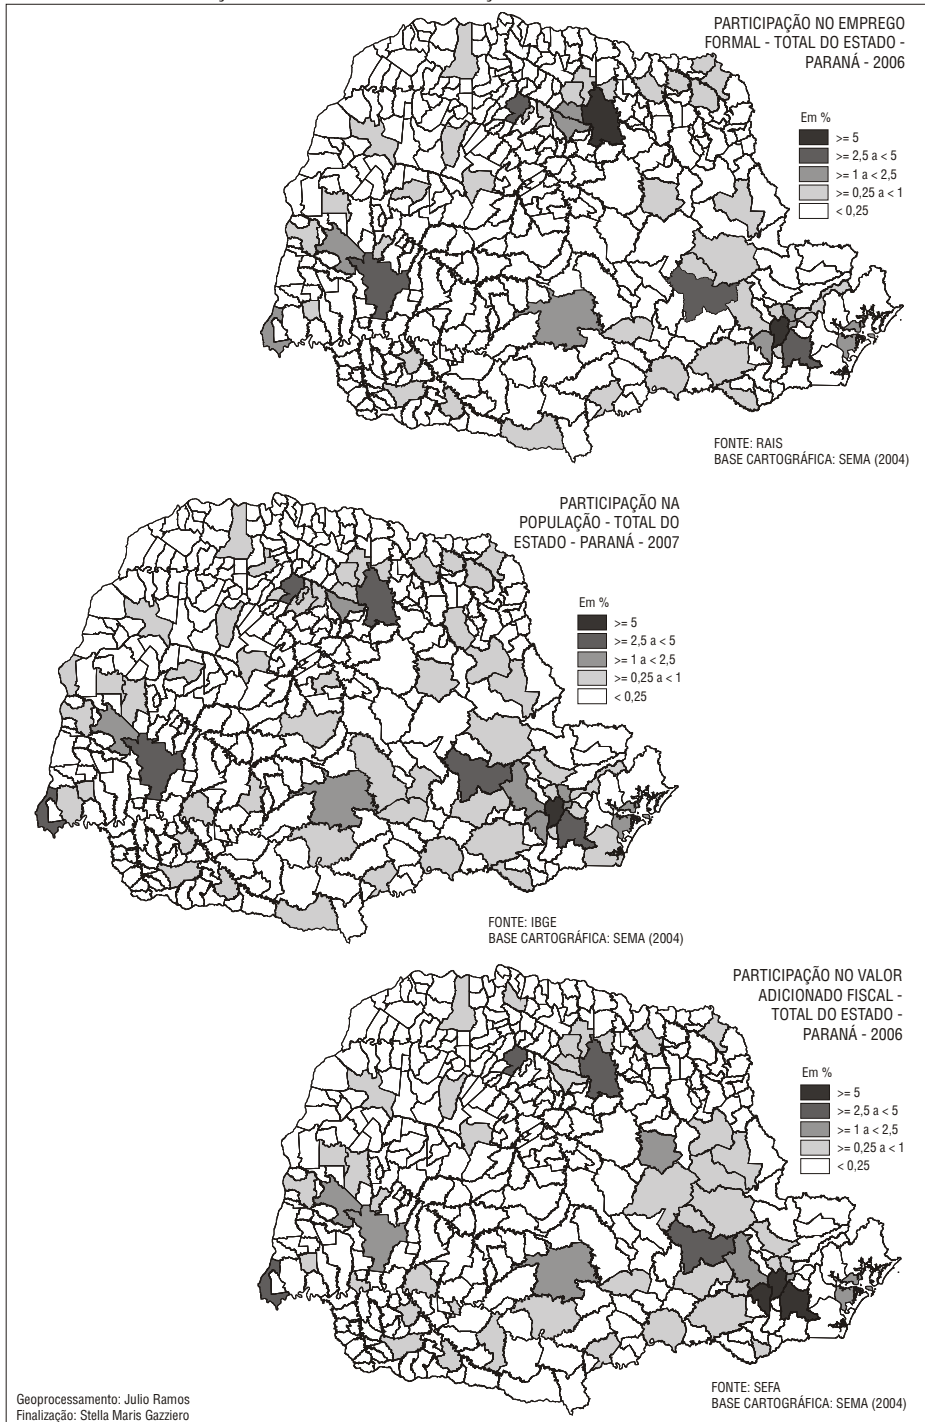 PARTICIPAÇÃO NO EMPREGO
FORMAL - TOTAL DO ESTADO -
PARANÁ - 2006
Em %
>= 5
>= 2,5 a < 5
>= 1 a < 2,5
>= 0,25 a < 1
< 0,25
FONTE: RAIS
BASE CARTOGRÁFICA: SEMA (2004)
PARTICIPAÇÃO NA
POPULAÇÃO - TOTAL DO
ESTADO - PARANÁ - 2007
Em %
>= 5
>= 2,5 a < 5
>= 1 a < 2,5
>= 0,25 a < 1
< 0,25
FONTE: IBGE
BASE CARTOGRÁFICA: SEMA (2004)
PARTICIPAÇÃO NO VALOR
ADICIONADO FISCAL -
TOTAL DO ESTADO -
PARANÁ - 2006
Em %
>= 5
>= 2,5 a < 5
>= 1 a < 2,5
>= 0,25 a < 1
< 0,25
FONTE: SEFA
BASE CARTOGRÁFICA: SEMA (2004)
Geoprocessamento: Julio Ramos
Finalização: Stella Maris Gazziero